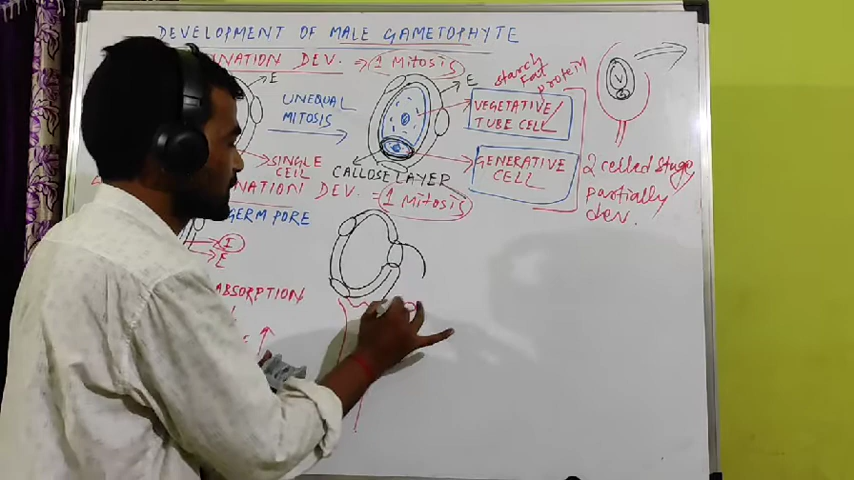 DEVELOPMENT OF MALE GAMETOPHYTE
INATION DEV. ⇒ 1 MITOSIS
E
UNEQUAL
MITOSIS
SINGLE
CELL
E
starch
fat
protein
VEGETATIVE/
TUBE CELL
CALLOSE LAYER
GENERATIVE
CELL
2 celled stage
partially
dev.
V
NATION DEV. = 1 MITOSIS
GERM PORE
I
E
ABSORPTION